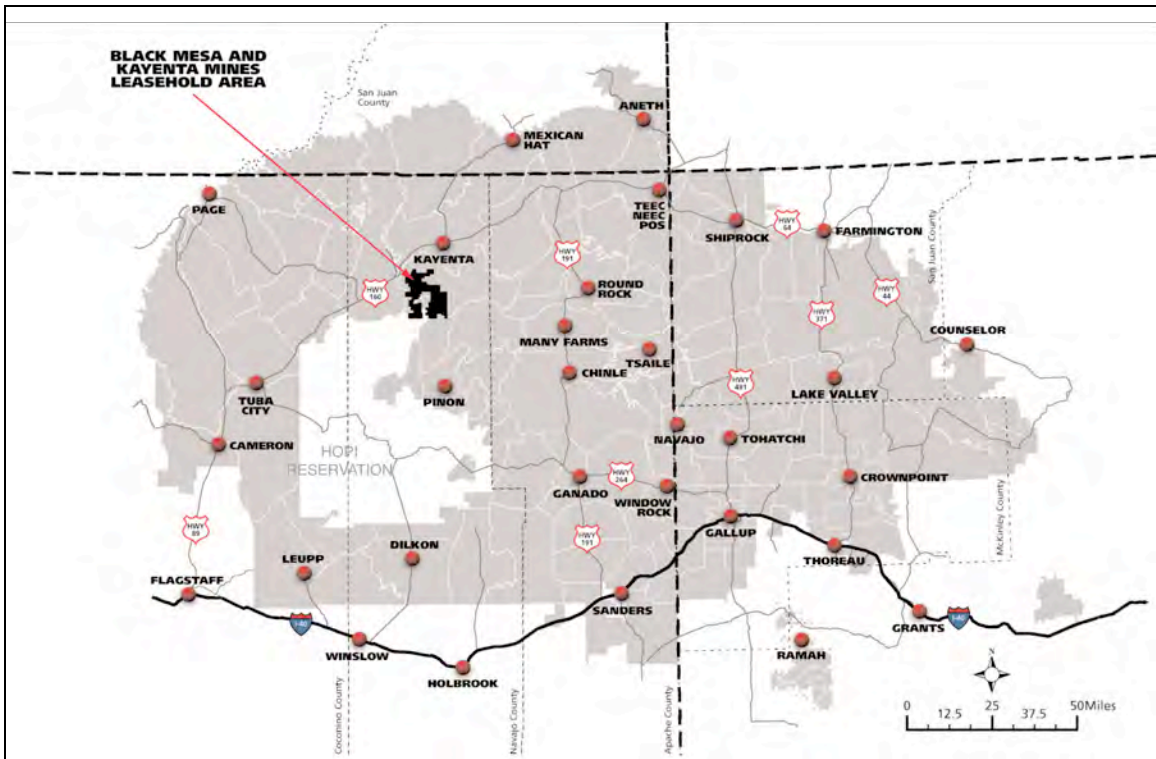 BLACK MESA AND
KAYENTA MINES
LEASEHOLD AREA
San Juan
County
ANETH
MEXICAN
HAT
PAGE
TEEC
NEEC
POS
SHIPROCK
HWY
64
FARMINGTON
San Juan County
KAYENTA
HWY
191
HWY
160
ROUND
ROCK
HWY
371
HWY
44
COUNSELOR
MANY FARMS
TSAILE
CHINLE
HWY
491
LAKE VALLEY
TUBA
CITY
PINON
NAVAJO
TOHATCHI
CAMERON
HOPI
RESERVATION
GANADO
HWY
264
WINDOW
ROCK
CROWNPOINT
McKinley County
HWY
89
HWY
191
GALLUP
THOREAU
LEUPP
DILKON
FLAGSTAFF
SANDERS
I-40
GRANTS
I-40
WINSLOW
HOLBROOK
RAMAH
Coconino County
Navajo County
Apache County
N
0 12.5 25 37.5 50Miles